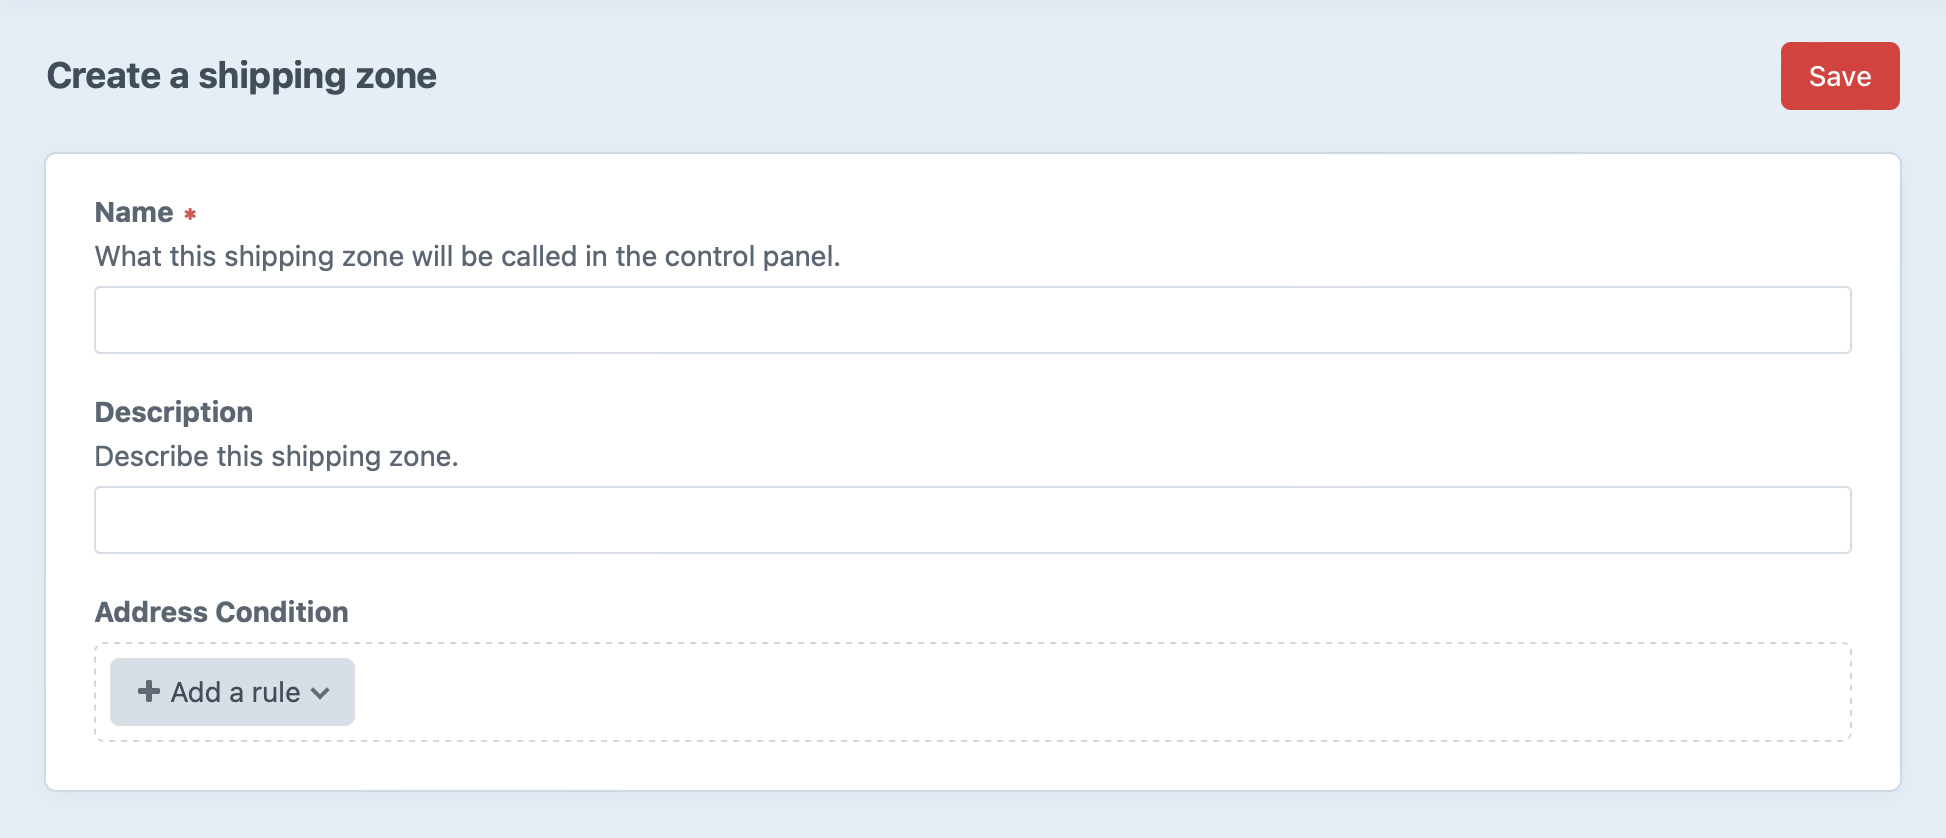 Create a shipping zone
Save
Name *
What this shipping zone will be called in the control panel.
Description
Describe this shipping zone.
Address Condition
Add a rule